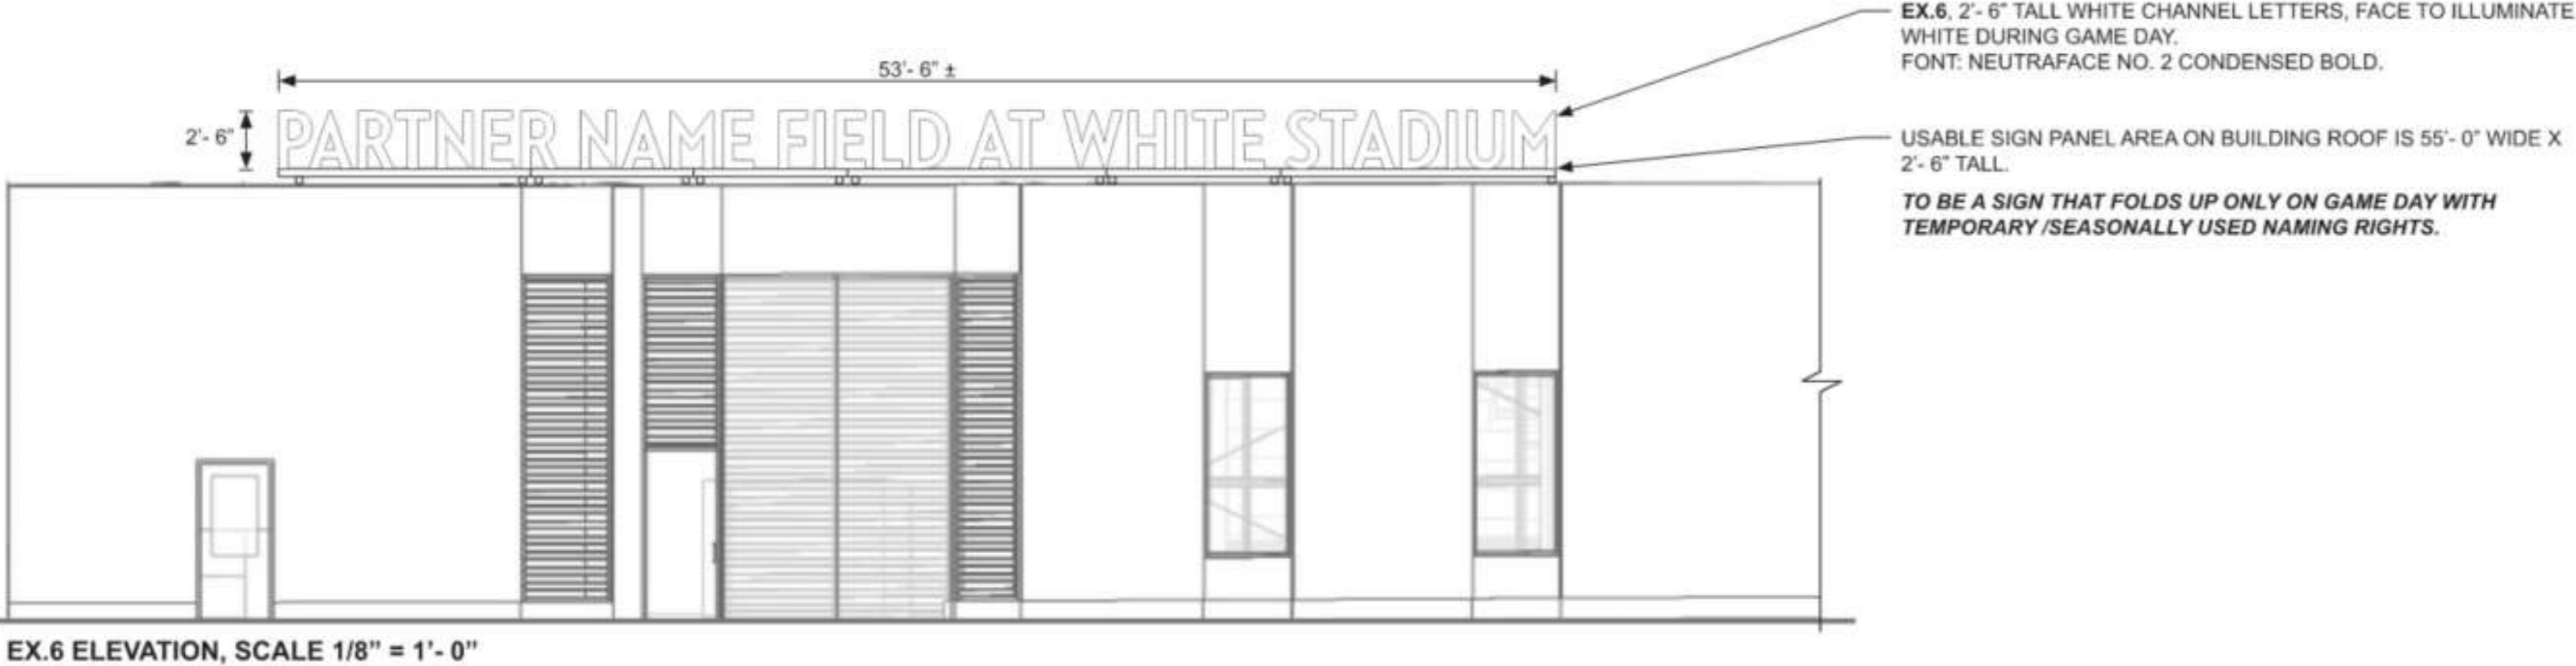 EX.6, 2'- 6" TALL WHITE CHANNEL LETTERS, FACE TO ILLUMINATE
WHITE DURING GAME DAY.
FONT: NEUTRAFACE NO. 2 CONDENSED BOLD.
53'- 6" ±
2'- 6"
PARTNER NAME FIELD AT WHITE STADIUM
USABLE SIGN PANEL AREA ON BUILDING ROOF IS 55'- 0" WIDE X
2'- 6" TALL.
TO BE A SIGN THAT FOLDS UP ONLY ON GAME DAY WITH
TEMPORARY /SEASONALLY USED NAMING RIGHTS.
EX.6 ELEVATION, SCALE 1/8” = 1’- 0”